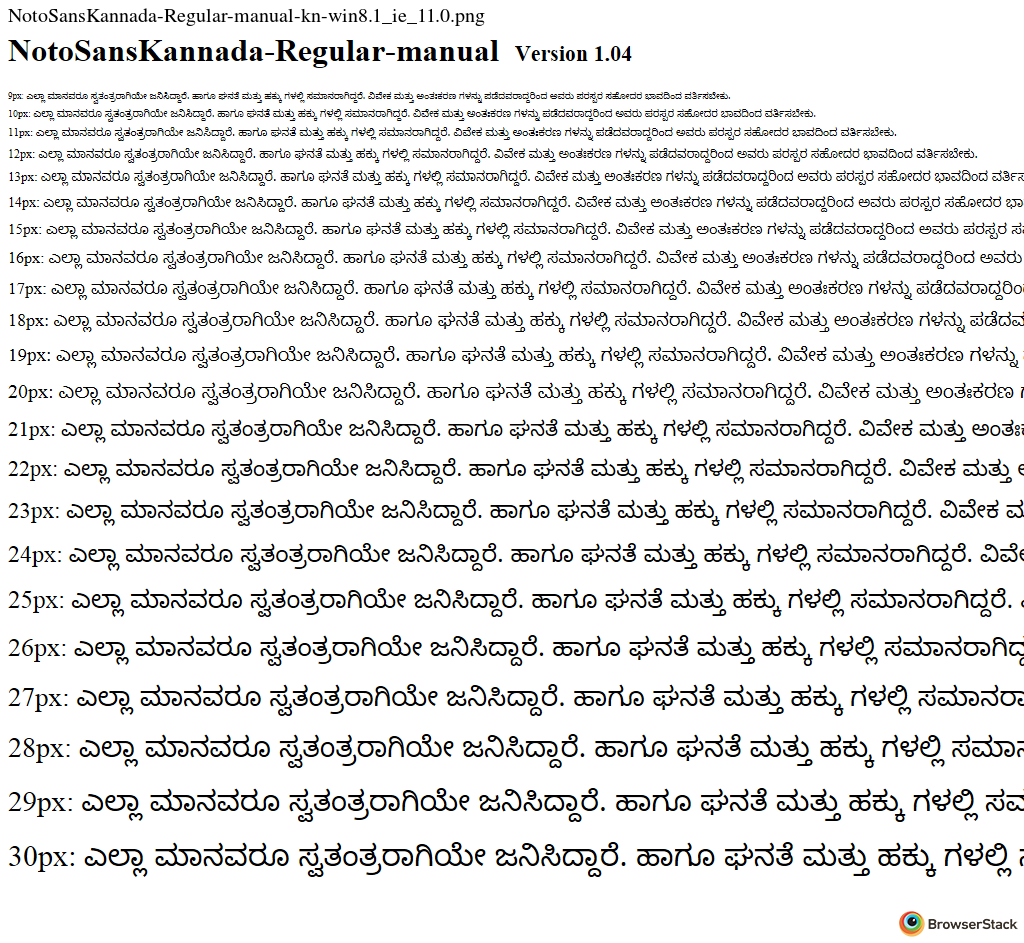 NotoSansKannada-Regular-manual-kn-win8.1_ie_11.0.png
NotoSansKannada-Regular-manual Version 1.04
9px: ಎಲ್ಲಾ ಮಾನವರೂ ಸ್ವತಂತ್ರರಾಗಿಯೇ ಜನಿಸಿದ್ದಾರೆ. ಹಾಗೂ ಘನತೆ ಮತ್ತು ಹಕ್ಕು ಗಳಲ್ಲಿ ಸಮಾನರಾಗಿದ್ದರೆ. ವಿವೇಕ ಮತ್ತು ಅಂತಃಕರಣ ಗಳನ್ನು ಪಡೆದವರಾದ್ದರಿಂದ ಅವರು ಪರಸ್ಪರ ಸಹೋದರ ಭಾವದಿಂದ ವರ್ತಿಸಬೇಕು.
10px: ಎಲ್ಲಾ ಮಾನವರೂ ಸ್ವತಂತ್ರರಾಗಿಯೇ ಜನಿಸಿದ್ದಾರೆ. ಹಾಗೂ ಘನತೆ ಮತ್ತು ಹಕ್ಕು ಗಳಲ್ಲಿ ಸಮಾನರಾಗಿದ್ದರೆ. ವಿವೇಕ ಮತ್ತು ಅಂತಃಕರಣ ಗಳನ್ನು ಪಡೆದವರಾದ್ದರಿಂದ ಅವರು ಪರಸ್ಪರ ಸಹೋದರ ಭಾವದಿಂದ ವರ್ತಿಸಬೇಕು.
11px: ಎಲ್ಲಾ ಮಾನವರೂ ಸ್ವತಂತ್ರರಾಗಿಯೇ ಜನಿಸಿದ್ದಾರೆ. ಹಾಗೂ ಘನತೆ ಮತ್ತು ಹಕ್ಕು ಗಳಲ್ಲಿ ಸಮಾನರಾಗಿದ್ದರೆ. ವಿವೇಕ ಮತ್ತು ಅಂತಃಕರಣ ಗಳನ್ನು ಪಡೆದವರಾದ್ದರಿಂದ ಅವರು ಪರಸ್ಪರ ಸಹೋದರ ಭಾವದಿಂದ ವರ್ತಿಸಬೇಕು.
12px: ಎಲ್ಲಾ ಮಾನವರೂ ಸ್ವತಂತ್ರರಾಗಿಯೇ ಜನಿಸಿದ್ದಾರೆ. ಹಾಗೂ ಘನತೆ ಮತ್ತು ಹಕ್ಕು ಗಳಲ್ಲಿ ಸಮಾನರಾಗಿದ್ದರೆ. ವಿವೇಕ ಮತ್ತು ಅಂತಃಕರಣ ಗಳನ್ನು ಪಡೆದವರಾದ್ದರಿಂದ ಅವರು ಪರಸ್ಪರ ಸಹೋದರ ಭಾವದಿಂದ ವರ್ತಿಸಬೇಕು.
13px: ಎಲ್ಲಾ ಮಾನವರೂ ಸ್ವತಂತ್ರರಾಗಿಯೇ ಜನಿಸಿದ್ದಾರೆ. ಹಾಗೂ ಘನತೆ ಮತ್ತು ಹಕ್ಕು ಗಳಲ್ಲಿ ಸಮಾನರಾಗಿದ್ದರೆ. ವಿವೇಕ ಮತ್ತು ಅಂತಃಕರಣ ಗಳನ್ನು ಪಡೆದವರಾದ್ದರಿಂದ ಅವರು ಪರಸ್ಪರ ಸಹೋದರ ಭಾವದಿಂದ
14px: ಎಲ್ಲಾ ಮಾನವರೂ ಸ್ವತಂತ್ರರಾಗಿಯೇ ಜನಿಸಿದ್ದಾರೆ. ಹಾಗೂ ಘನತೆ ಮತ್ತು ಹಕ್ಕು ಗಳಲ್ಲಿ ಸಮಾನರಾಗಿದ್ದರೆ. ವಿವೇಕ ಮತ್ತು ಅಂತಃಕರಣ ಗಳನ್ನು ಪಡೆದವರಾದ್ದರಿಂದ ಅವರು ಪರಸ್ಪರ ಸಹೋದರ ಭಾ
15px: ಎಲ್ಲಾ ಮಾನವರೂ ಸ್ವತಂತ್ರರಾಗಿಯೇ ಜನಿಸಿದ್ದಾರೆ. ಹಾಗೂ ಘನತೆ ಮತ್ತು ಹಕ್ಕು ಗಳಲ್ಲಿ ಸಮಾನರಾಗಿದ್ದರೆ. ವಿವೇಕ ಮತ್ತು ಅಂತಃಕರಣ ಗಳನ್ನು ಪಡೆದವರಾದ್ದರಿಂದ ಅವರು ಪರಸ್ಪರ
16px: ಎಲ್ಲಾ ಮಾನವರೂ ಸ್ವತಂತ್ರರಾಗಿಯೇ ಜನಿಸಿದ್ದಾರೆ. ಹಾಗೂ ಘನತೆ ಮತ್ತು ಹಕ್ಕು ಗಳಲ್ಲಿ ಸಮಾನರಾಗಿದ್ದರೆ. ವಿವೇಕ ಮತ್ತು ಅಂತಃಕರಣ ಗಳನ್ನು ಪಡೆದವರಾದ್ದರಿಂದ ಅವರು
17px: ಎಲ್ಲಾ ಮಾನವರೂ ಸ್ವತಂತ್ರರಾಗಿಯೇ ಜನಿಸಿದ್ದಾರೆ. ಹಾಗೂ ಘನತೆ ಮತ್ತು ಹಕ್ಕು ಗಳಲ್ಲಿ ಸಮಾನರಾಗಿದ್ದರೆ. ವಿವೇಕ ಮತ್ತು ಅಂತಃಕರಣ ಗಳನ್ನು ಪಡೆದವರಾದ್ದರಿಂ
18px: ಎಲ್ಲಾ ಮಾನವರೂ ಸ್ವತಂತ್ರರಾಗಿಯೇ ಜನಿಸಿದ್ದಾರೆ. ಹಾಗೂ ಘನತೆ ಮತ್ತು ಹಕ್ಕು ಗಳಲ್ಲಿ ಸಮಾನರಾಗಿದ್ದರೆ. ವಿವೇಕ ಮತ್ತು ಅಂತಃಕರಣ ಗಳನ್ನು ಪಡೆದವ
19px: ಎಲ್ಲಾ ಮಾನವರೂ ಸ್ವತಂತ್ರರಾಗಿಯೇ ಜನಿಸಿದ್ದಾರೆ. ಹಾಗೂ ಘನತೆ ಮತ್ತು ಹಕ್ಕು ಗಳಲ್ಲಿ ಸಮಾನರಾಗಿದ್ದರೆ. ವಿವೇಕ ಮತ್ತು ಅಂತಃಕರಣ ಗಳನ್ನು
20px: ಎಲ್ಲಾ ಮಾನವರೂ ಸ್ವತಂತ್ರರಾಗಿಯೇ ಜನಿಸಿದ್ದಾರೆ. ಹಾಗೂ ಘನತೆ ಮತ್ತು ಹಕ್ಕು ಗಳಲ್ಲಿ ಸಮಾನರಾಗಿದ್ದರೆ. ವಿವೇಕ ಮತ್ತು ಅಂತಃಕರಣ
21px: ಎಲ್ಲಾ ಮಾನವರೂ ಸ್ವತಂತ್ರರಾಗಿಯೇ ಜನಿಸಿದ್ದಾರೆ. ಹಾಗೂ ಘನತೆ ಮತ್ತು ಹಕ್ಕು ಗಳಲ್ಲಿ ಸಮಾನರಾಗಿದ್ದರೆ. ವಿವೇಕ ಮತ್ತು ಅಂತಃ
22px: ಎಲ್ಲಾ ಮಾನವರೂ ಸ್ವತಂತ್ರರಾಗಿಯೇ ಜನಿಸಿದ್ದಾರೆ. ಹಾಗೂ ಘನತೆ ಮತ್ತು ಹಕ್ಕು ಗಳಲ್ಲಿ ಸಮಾನರಾಗಿದ್ದರೆ. ವಿವೇಕ ಮತ್ತು
23px: ಎಲ್ಲಾ ಮಾನವರೂ ಸ್ವತಂತ್ರರಾಗಿಯೇ ಜನಿಸಿದ್ದಾರೆ. ಹಾಗೂ ಘನತೆ ಮತ್ತು ಹಕ್ಕು ಗಳಲ್ಲಿ ಸಮಾನರಾಗಿದ್ದರೆ. ವಿವೇಕ
24px: ಎಲ್ಲಾ ಮಾನವರೂ ಸ್ವತಂತ್ರರಾಗಿಯೇ ಜನಿಸಿದ್ದಾರೆ. ಹಾಗೂ ಘನತೆ ಮತ್ತು ಹಕ್ಕು ಗಳಲ್ಲಿ ಸಮಾನರಾಗಿದ್ದರೆ. ವಿವೇ
25px: ಎಲ್ಲಾ ಮಾನವರೂ ಸ್ವತಂತ್ರರಾಗಿಯೇ ಜನಿಸಿದ್ದಾರೆ. ಹಾಗೂ ಘನತೆ ಮತ್ತು ಹಕ್ಕು ಗಳಲ್ಲಿ ಸಮಾನರಾಗಿದ್ದರೆ.
26px: ಎಲ್ಲಾ ಮಾನವರೂ ಸ್ವತಂತ್ರರಾಗಿಯೇ ಜನಿಸಿದ್ದಾರೆ. ಹಾಗೂ ಘನತೆ ಮತ್ತು ಹಕ್ಕು ಗಳಲ್ಲಿ ಸಮಾನರಾಗಿದ್ದ
27px: ಎಲ್ಲಾ ಮಾನವರೂ ಸ್ವತಂತ್ರರಾಗಿಯೇ ಜನಿಸಿದ್ದಾರೆ. ಹಾಗೂ ಘನತೆ ಮತ್ತು ಹಕ್ಕು ಗಳಲ್ಲಿ ಸಮಾನರಾ
28px: ಎಲ್ಲಾ ಮಾನವರೂ ಸ್ವತಂತ್ರರಾಗಿಯೇ ಜನಿಸಿದ್ದಾರೆ. ಹಾಗೂ ಘನತೆ ಮತ್ತು ಹಕ್ಕು ಗಳಲ್ಲಿ ಸಮಾನ
29px: ಎಲ್ಲಾ ಮಾನವರೂ ಸ್ವತಂತ್ರರಾಗಿಯೇ ಜನಿಸಿದ್ದಾರೆ. ಹಾಗೂ ಘನತೆ ಮತ್ತು ಹಕ್ಕು ಗಳಲ್ಲಿ ಸಮ
30px: ಎಲ್ಲಾ ಮಾನವರೂ ಸ್ವತಂತ್ರರಾಗಿಯೇ ಜನಿಸಿದ್ದಾರೆ. ಹಾಗೂ ಘನತೆ ಮತ್ತು ಹಕ್ಕು ಗಳಲ್ಲಿ
BrowserStack